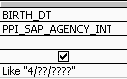 BIRTH_DT
PPI_SAP_AGENCY_INT
Like "4/??/????"